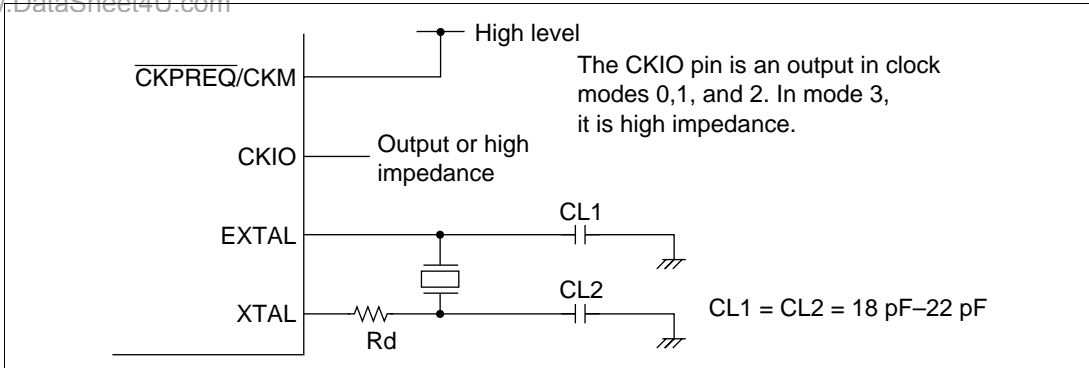 .DataSheet4U.com
High level
CKPREQ/CKM
The CKIO pin is an output in clock
modes 0,1, and 2. In mode 3,
it is high impedance.
CKIO
Output or high
impedance
EXTAL
CL1
XTAL
Rd
CL2
CL1 = CL2 = 18 pF–22 pF